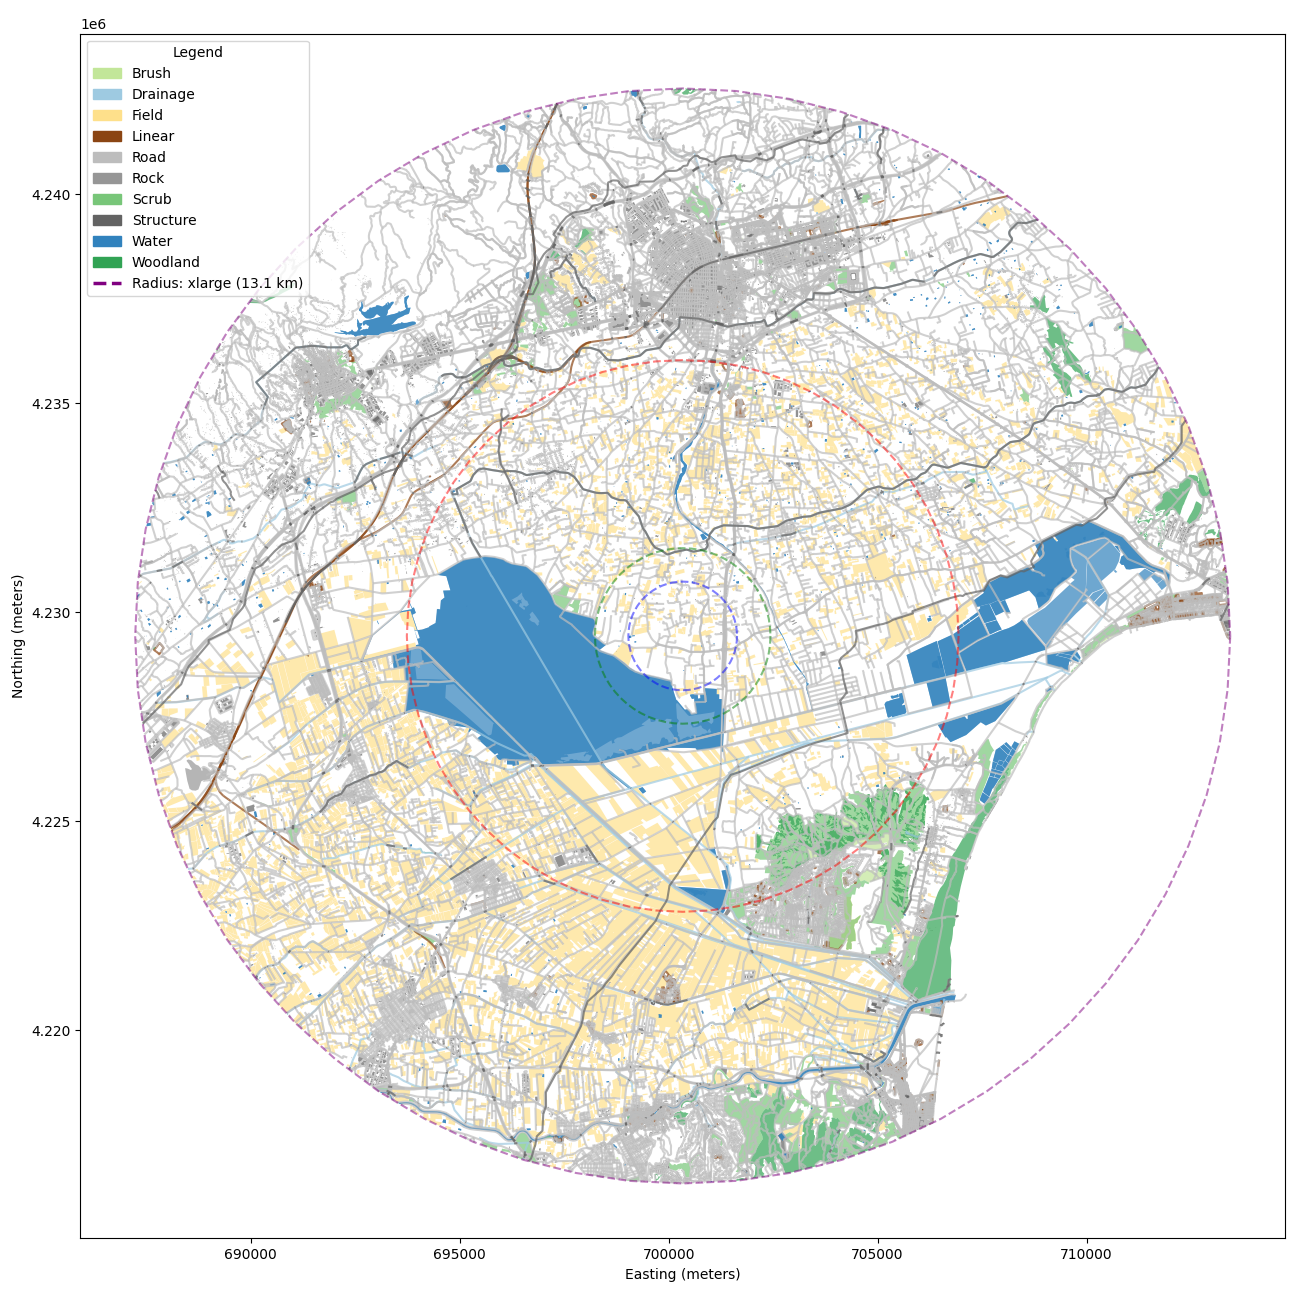 1e6
Legend
Brush
Drainage
Field
Linear
Road
Rock
Scrub
Structure
Water
Woodland
Radius: xlarge (13.1 km)
4.240
4.235
4.230
4.225
4.220
Northing (meters)
690000 695000 700000 705000 710000
Easting (meters)